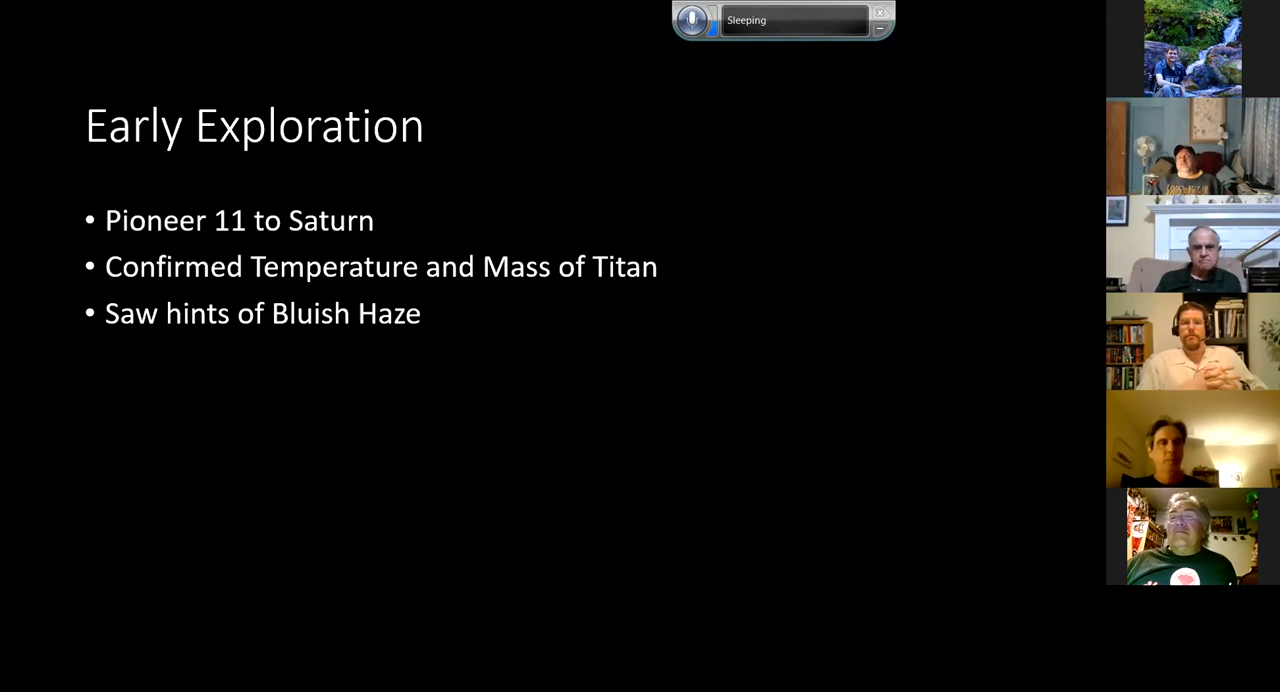 Sleeping
Early Exploration
• Pioneer 11 to Saturn
• Confirmed Temperature and Mass of Titan
• Saw hints of Bluish Haze